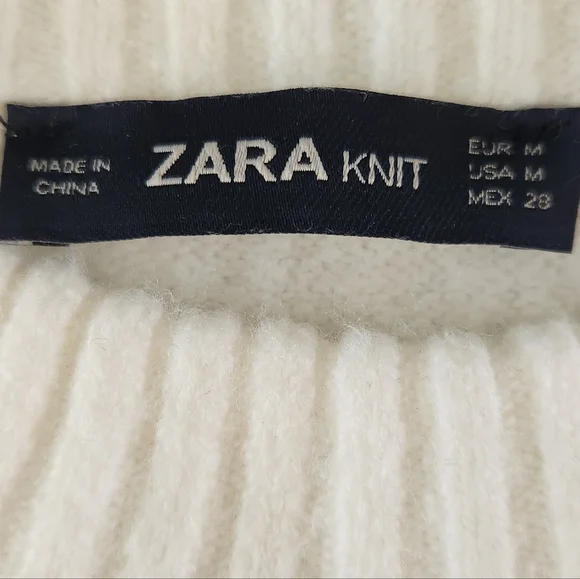 MADE IN
CHINA
ZARA KNIT
EUR M
USA M
MEX 28